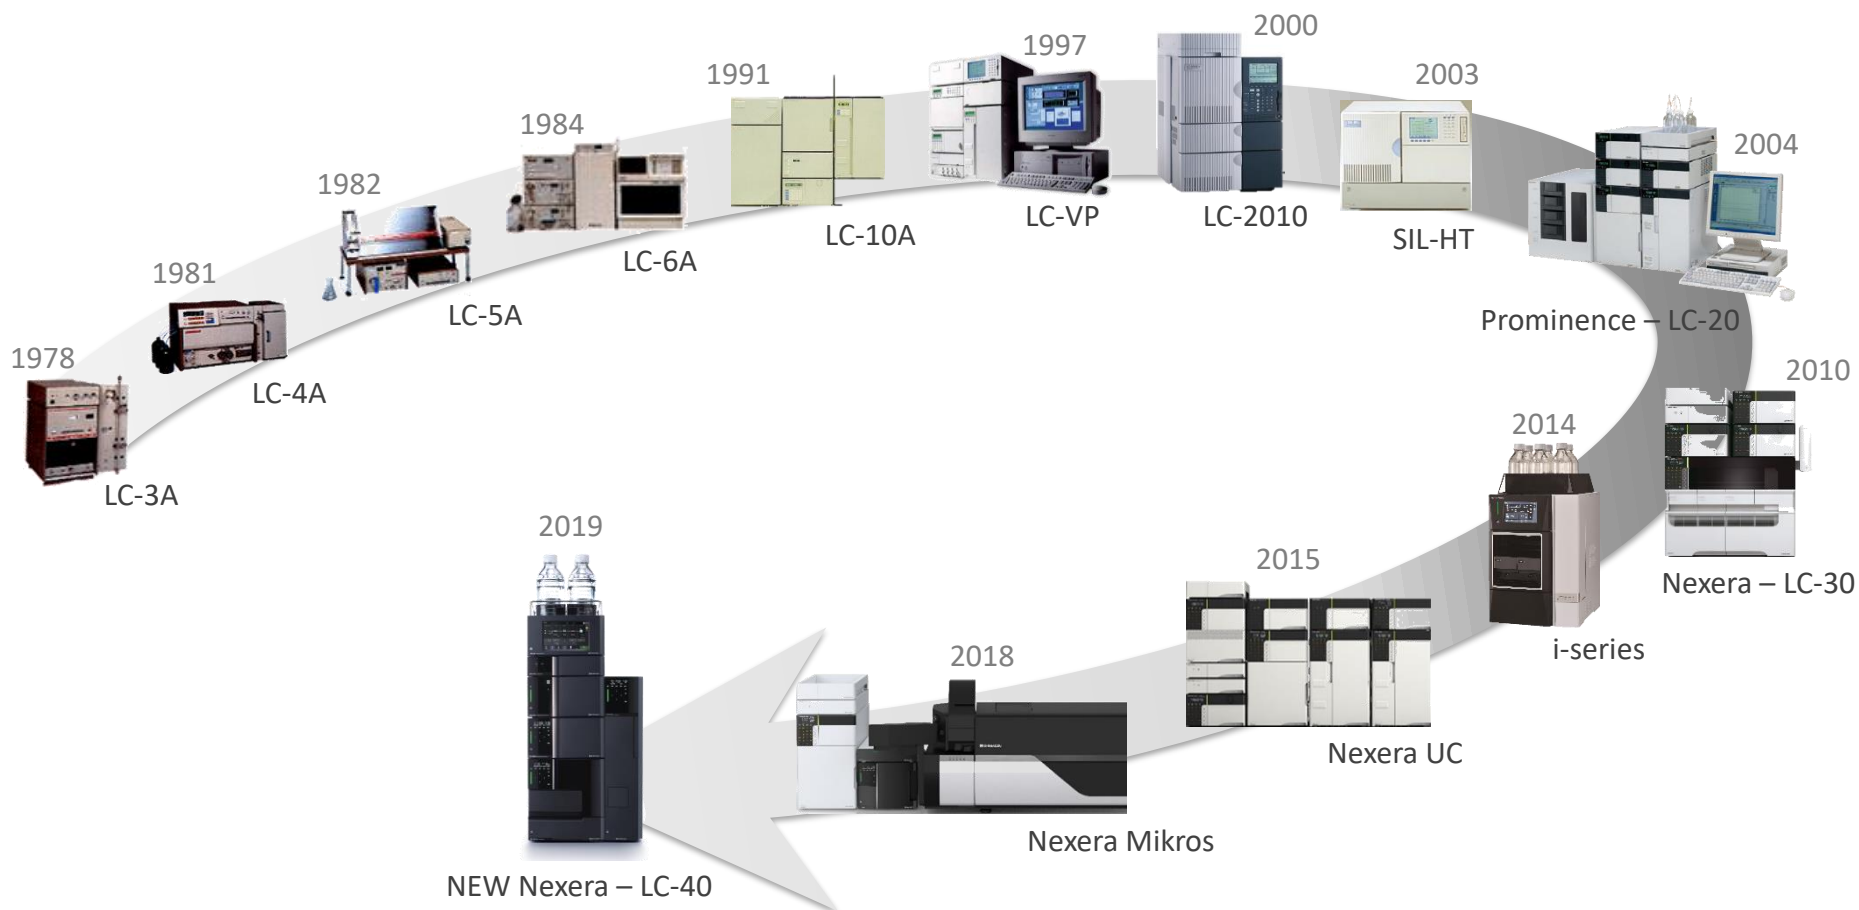 1978
LC-3A
1981
LC-4A
1982
LC-5A
1984
LC-6A
1991
LC-10A
1997
LC-VP
2000
LC-2010
2003
SIL-HT
2004
Prominence – LC-20
2010
Nexera – LC-30
2014
i-series
2015
Nexera UC
2018
Nexera Mikros
2019
NEW Nexera – LC-40